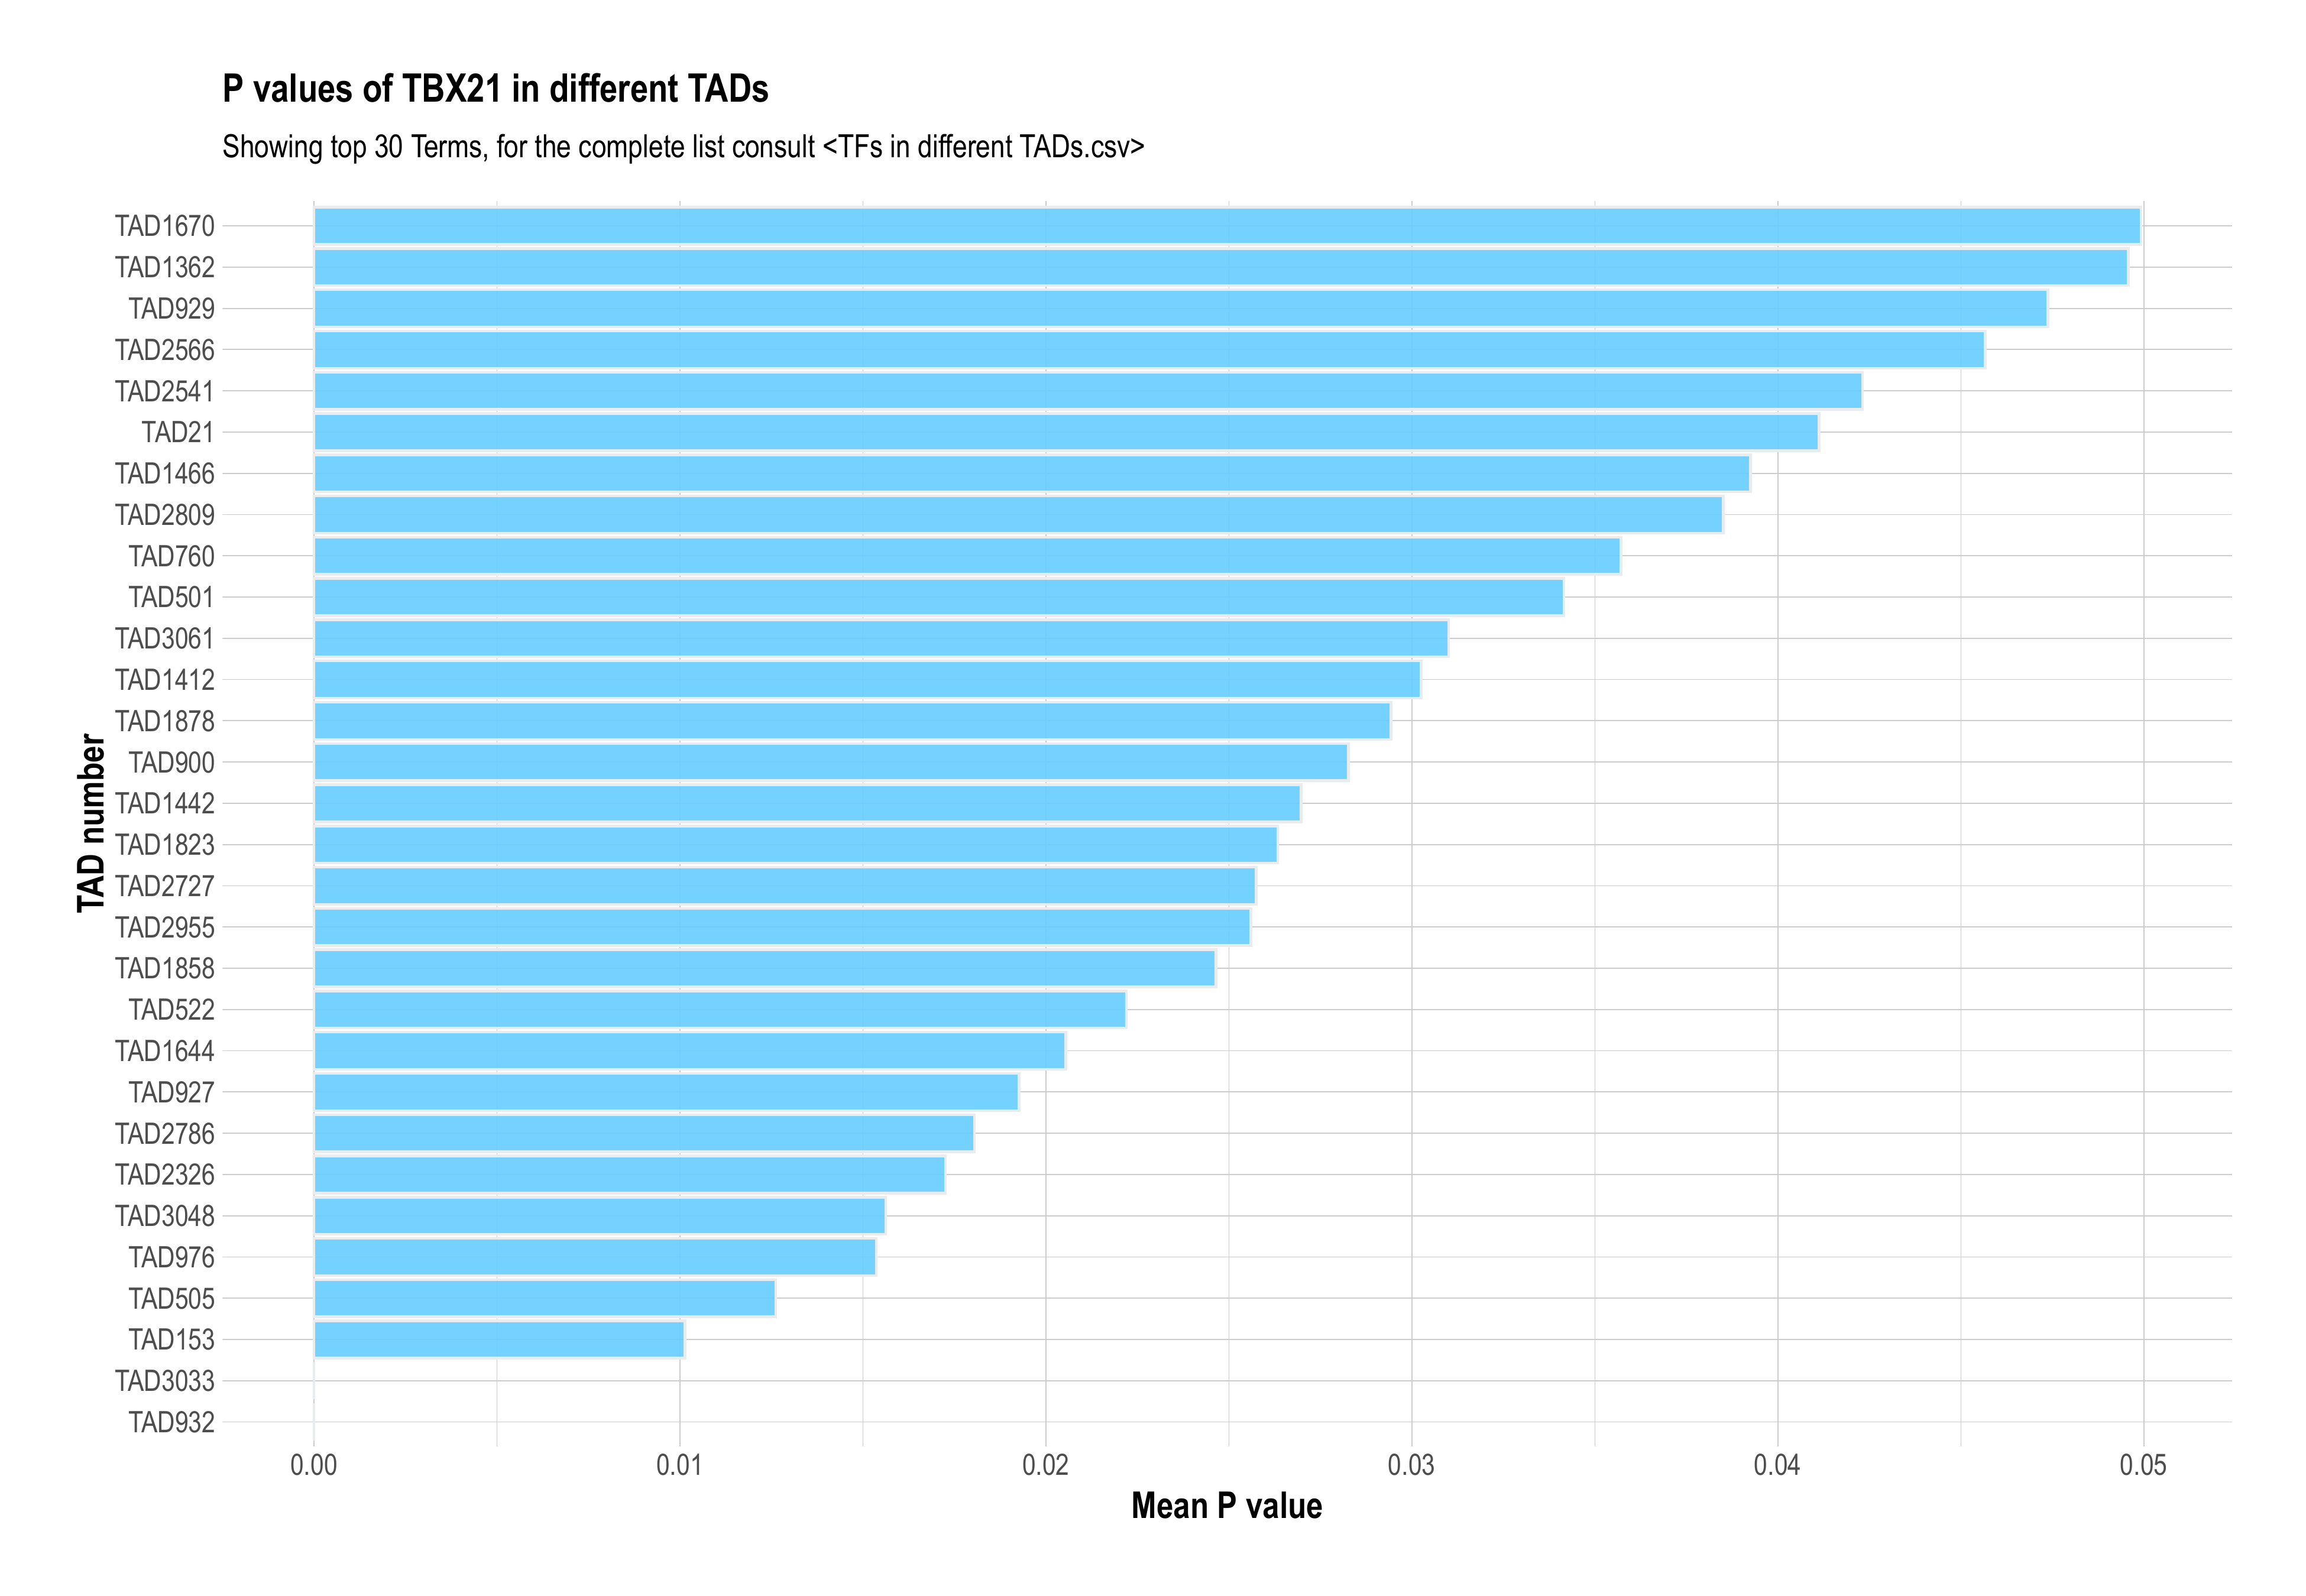 P values of TBX21 in different TADs
Showing top 30 Terms, for the complete list consult <TFs in different TADs.csv>
TAD number
TAD1670
TAD1362
TAD929
TAD2566
TAD2541
TAD21
TAD1466
TAD2809
TAD760
TAD501
TAD3061
TAD1412
TAD1878
TAD900
TAD1442
TAD1823
TAD2727
TAD2955
TAD1858
TAD522
TAD1644
TAD927
TAD2786
TAD2326
TAD3048
TAD976
TAD505
TAD153
TAD3033
TAD932
0.00 0.01 0.02 0.03 0.04 0.05
Mean P value